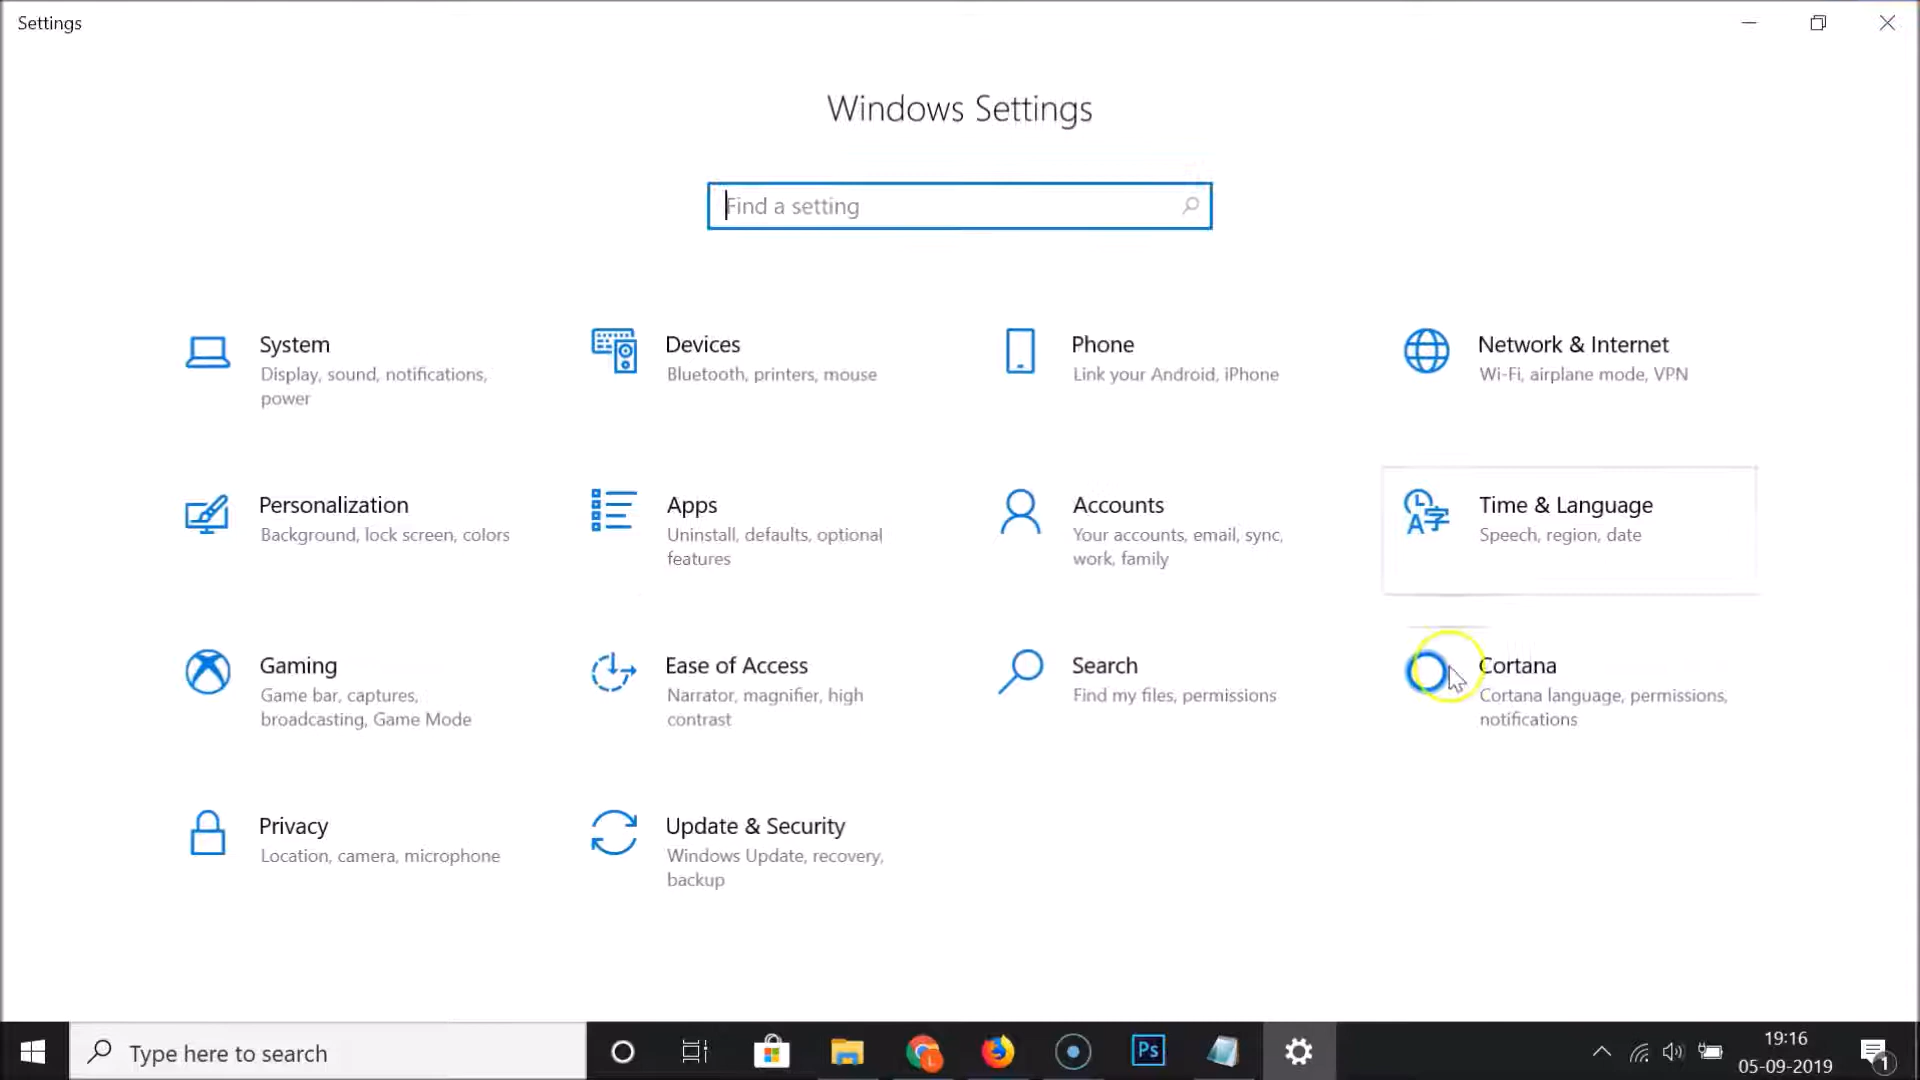 Settings
Windows Settings
Find a setting
System
Display, sound, notifications,
power
Devices
Bluetooth, printers, mouse
Phone
Link your Android, iPhone
Network & Internet
Wi-Fi, airplane mode, VPN
Personalization
Background, lock screen, colors
Apps
Uninstall, defaults, optional
features
Accounts
Your accounts, email, sync,
work, family
Time & Language
Speech, region, date
Gaming
Game bar, captures,
broadcasting, Game Mode
Ease of Access
Narrator, magnifier, high
contrast
Search
Find my files, permissions
Cortana
Cortana language, permissions,
notifications
Privacy
Location, camera, microphone
Update & Security
Windows Update, recovery,
backup
Type here to search
L
Ps
19:16
05-09-2019
1